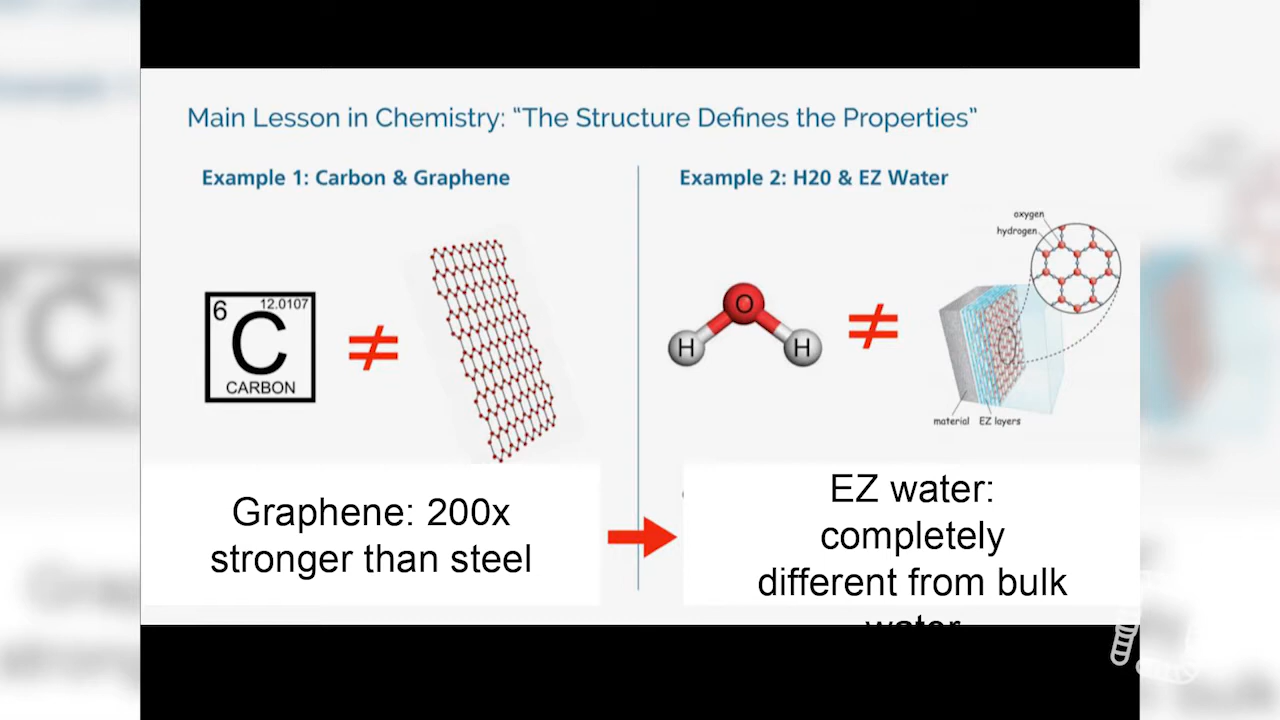 Main Lesson in Chemistry: “The Structure Defines the Properties”
Example 1: Carbon & Graphene
6
12.0107
C
CARBON
≠
Graphene: 200x
stronger than steel
Example 2: H20 & EZ Water
O
H
H
≠
oxygen
hydrogen
material
EZ layers
EZ water:
completely
different from bulk
water